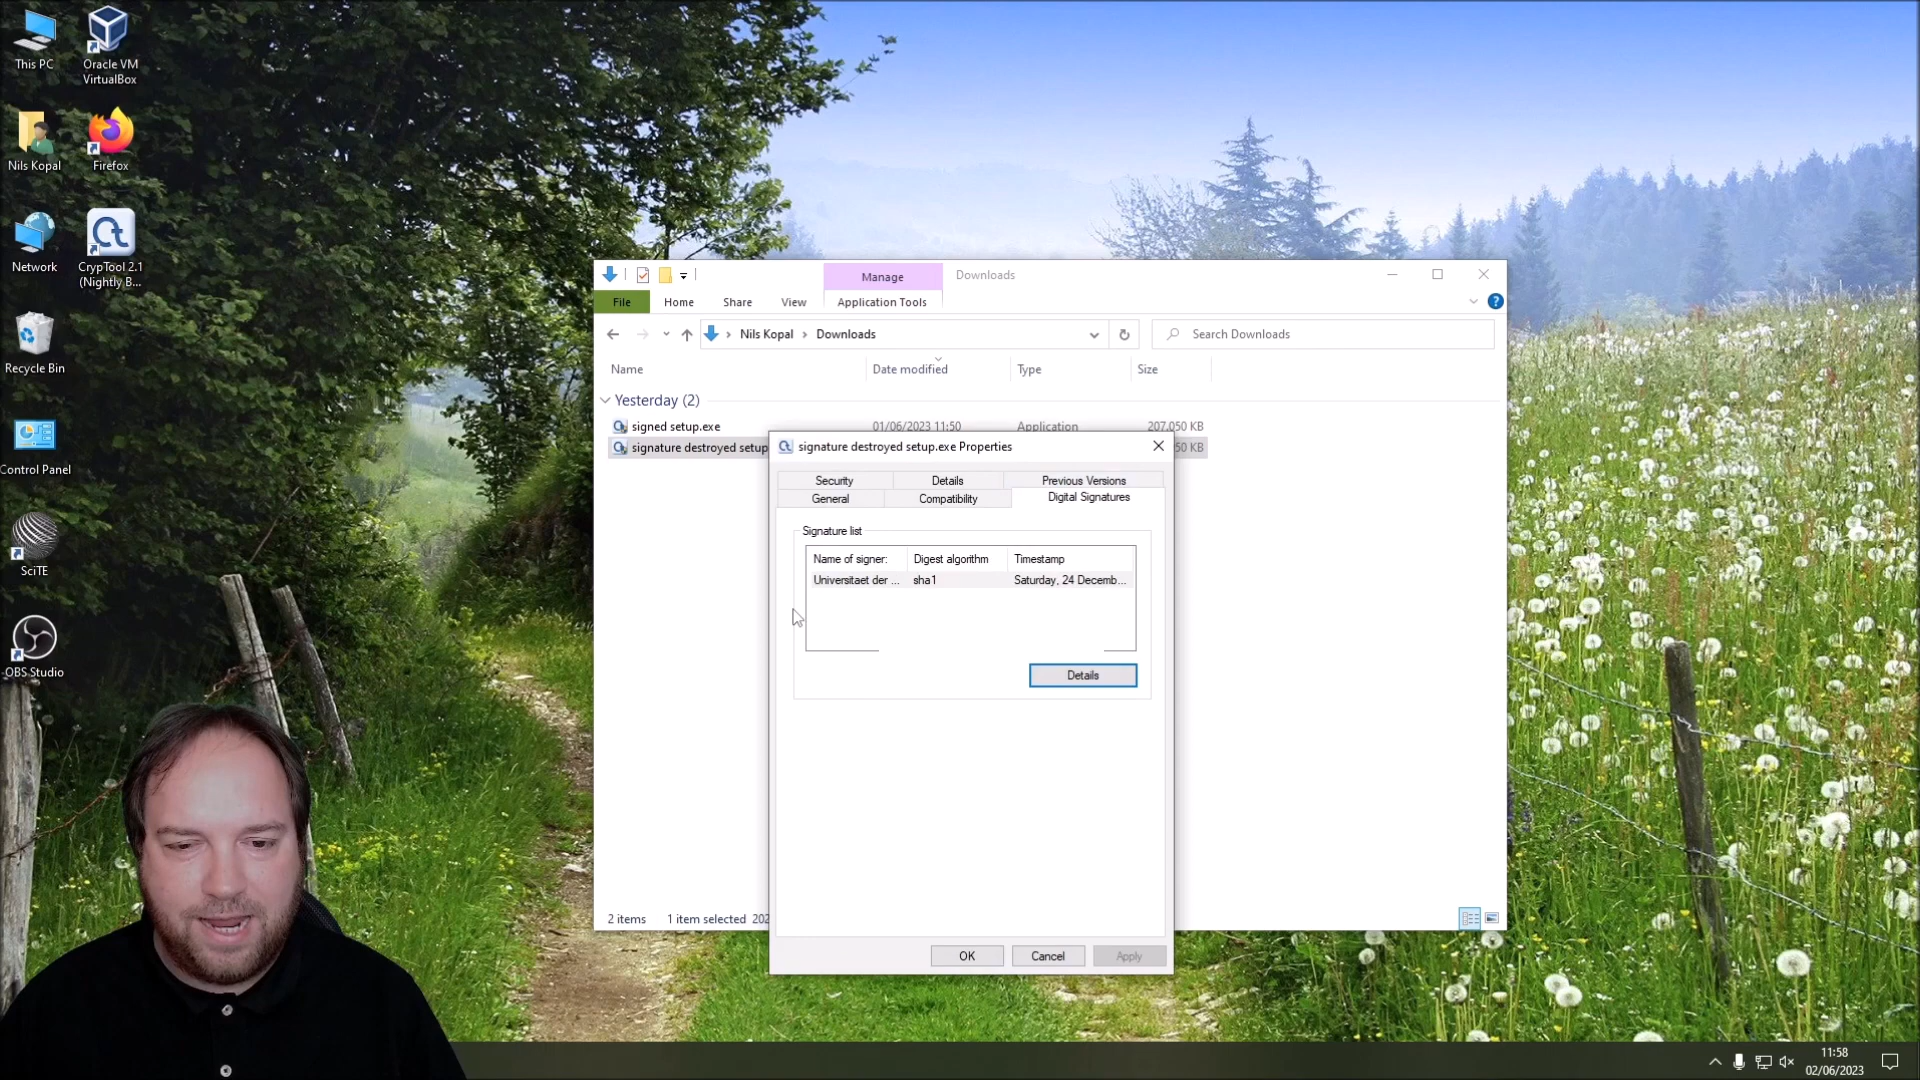 This PC
Oracle VM
VirtualBox
Nils Kopal
Firefox
Network
CrypTool 2.1
(Nightly B...
Recycle Bin
Control Panel
SciTE
OBS Studio
Manage
Downloads
File
Home
Share
View
Application Tools
Nils Kopal
Downloads
Search Downloads
Name
Date modified
Type
Size
Yesterday (2)
signed setup.exe
01/06/2023 11:50
Application
207,050 KB
signature destroyed setup
50 KB
signature destroyed setup.exe Properties
Security
Details
Previous Versions
General
Compatibility
Digital Signatures
Signature list
Name of signer:
Digest algorithm
Timestamp
Universitaet der ...
sha1
Saturday, 24 Decemb...
Details
2 items
1 item selected
202
OK
Cancel
Apply
11:58
02/06/2023